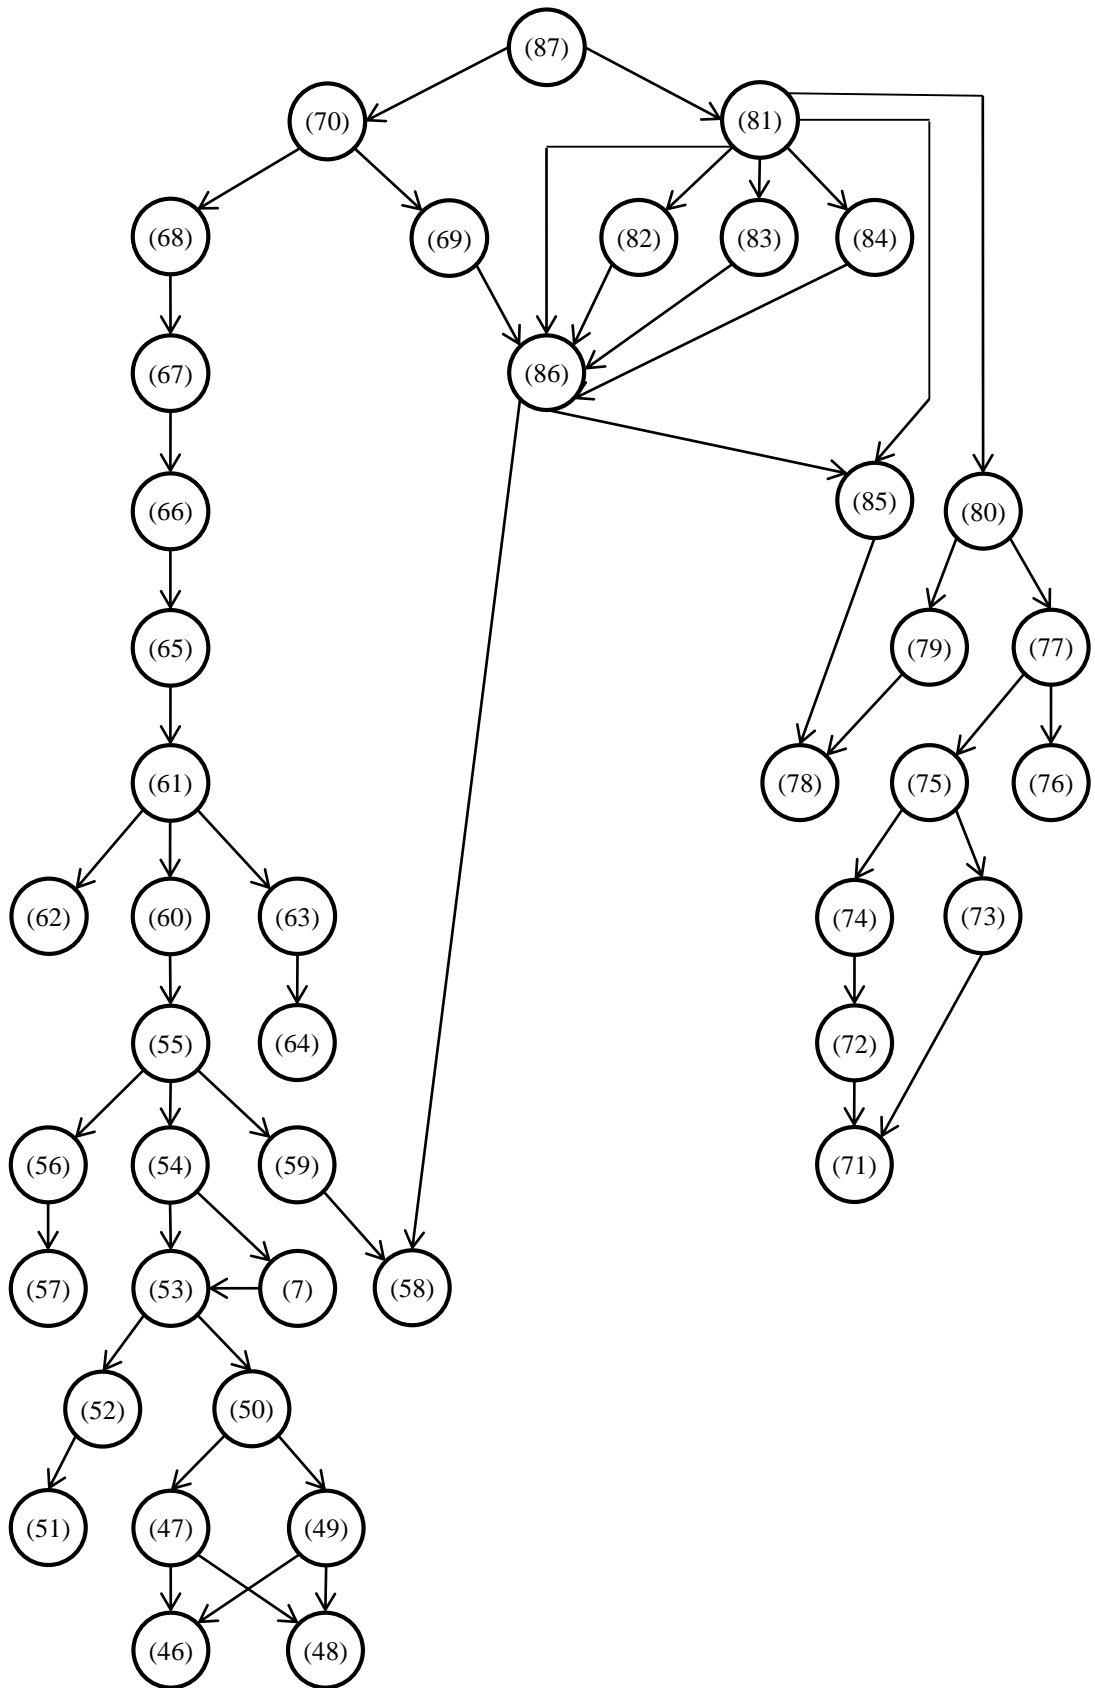 (87)
(70) (81)
(68) (69) (82) (83) (84)
(67) (86)
(66) (85) (80)
(65) (79) (77)
(61) (78) (75) (76)
(62) (60) (63) (74) (73)
(55) (64) (72)
(56) (54) (59) (71)
(57) (53) (7) (58)
(52) (50)
(51) (47) (49)
(46) (48)